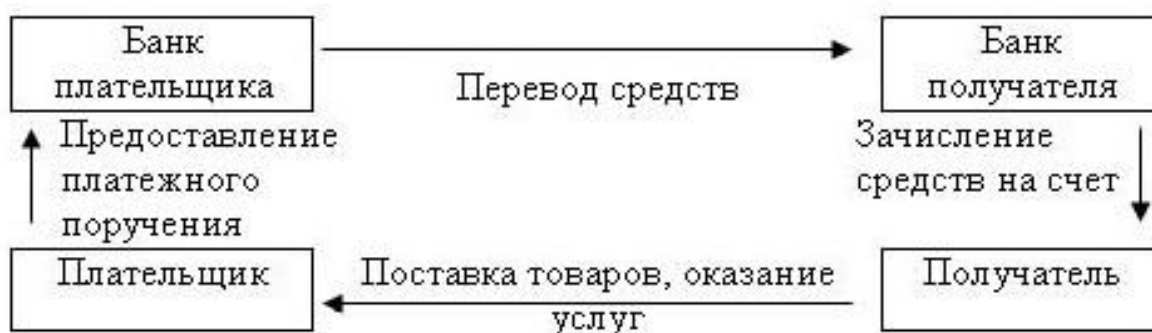 Банк
плательщика
Перевод средств
Банк
получателя
Предоставление
платежного
поручения
Зачисление
средств на счет
Плательщик
Поставка товаров, оказание
услуг
Получатель